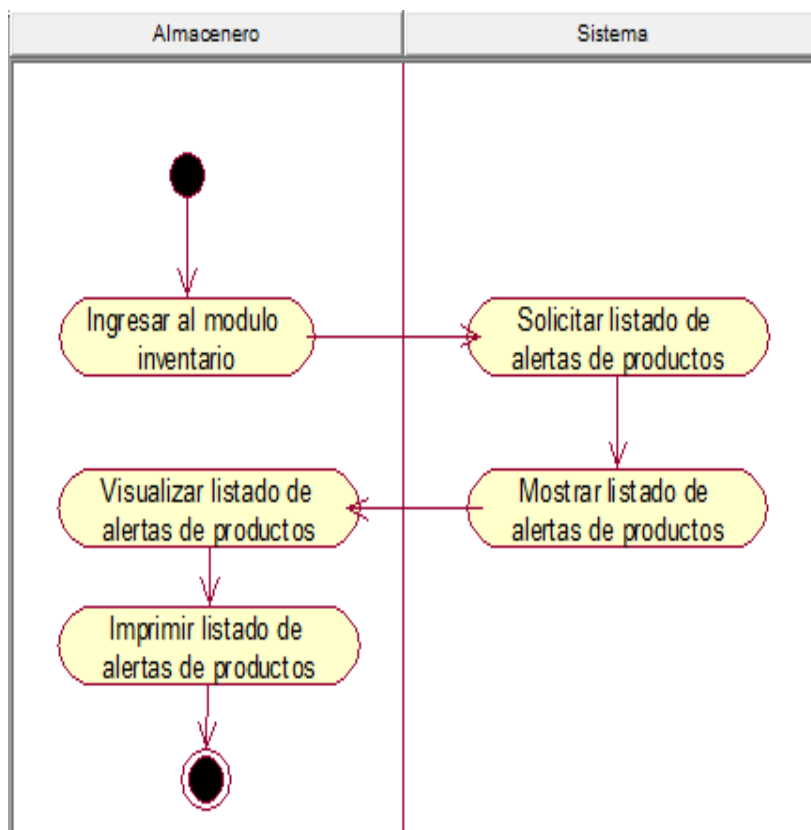 Almacenero
Sistema
Ingresar al modulo
inventario
Solicitar listado de
alertas de productos
Visualizar listado de
alertas de productos
Mostrar listado de
alertas de productos
Imprimir listado de
alertas de productos